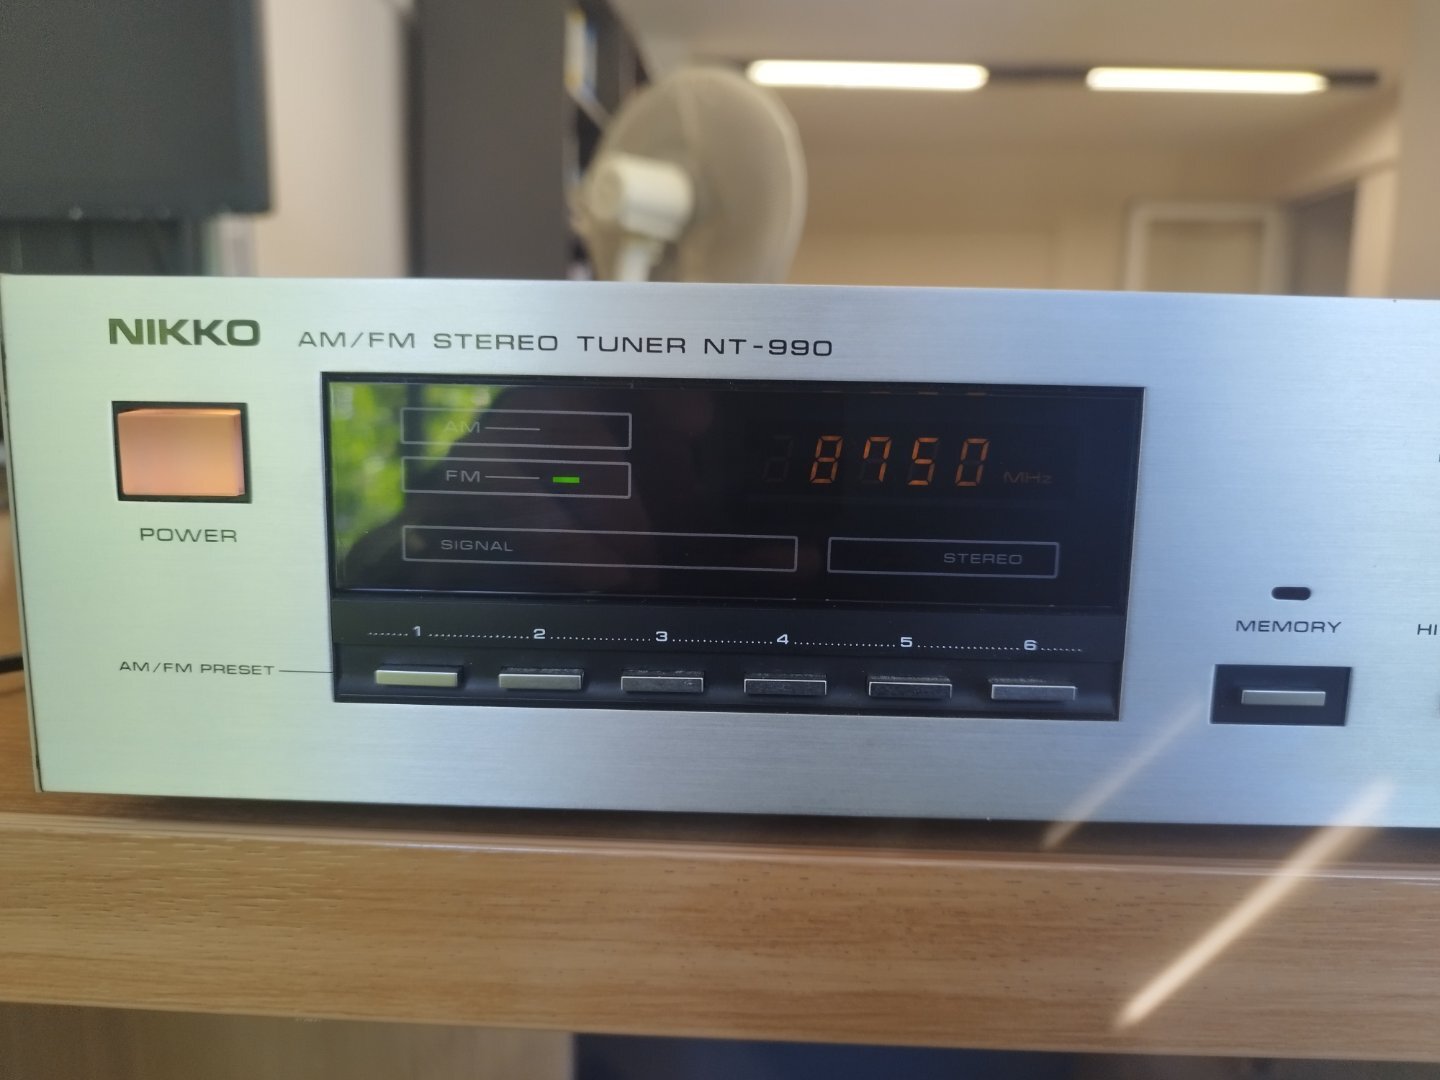 NIKKO AM/FM STEREO TUNER NT-990
AM
FM
8750 MHz
SIGNAL
STEREO
POWER
1 2 3 4 5 6
AM/FM PRESET
MEMORY
HI